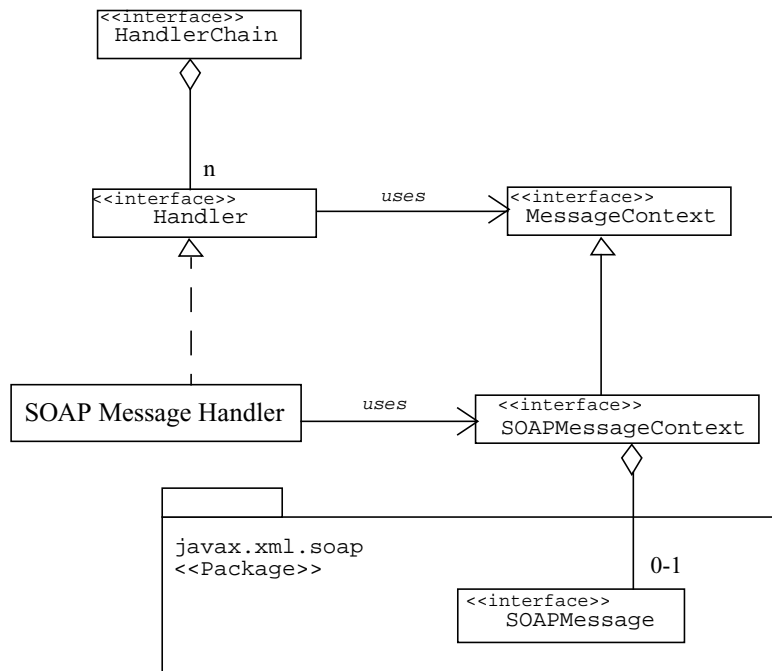 <<interface>>
HandlerChain
n
<<interface>>
Handler
uses
<<interface>>
MessageContext
SOAP Message Handler
uses
<<interface>>
SOAPMessageContext
javax.xml.soap
<<Package>>
0-1
<<interface>>
SOAPMessage